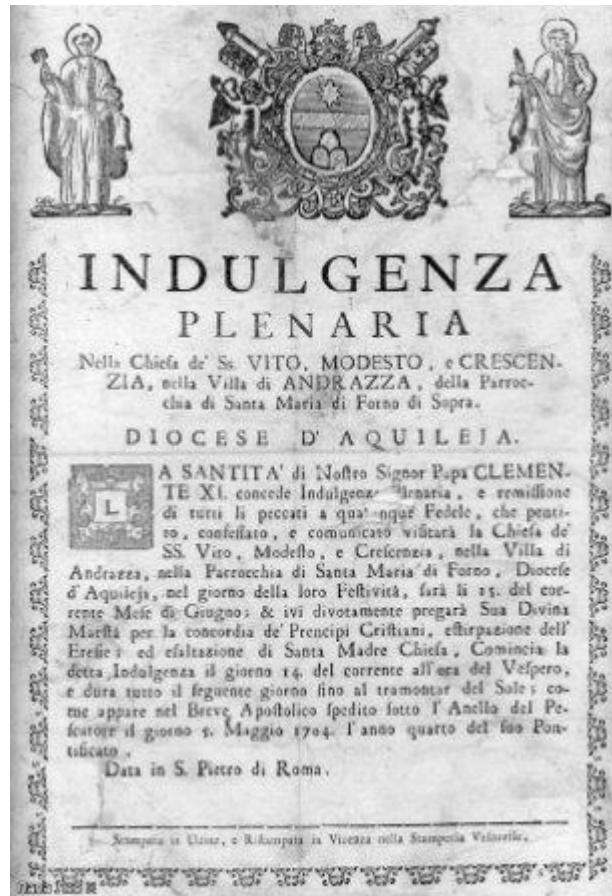 INDULGENZA
PLENARIA
Nella Chiesa de' Ss. VITO, MODESTO, e CRESCEN-
ZIA, nella Villa di ANDRAZZA, della Parroc-
chia di Santa Maria di Forno di Sopra.
DIOCESE D'AQUILEJA.
LA SANTITA' di Nostro Signor Papa CLEMEN-
TE XI. concede Indulgenza Plenaria, e remissione
di tutti li peccati a qualunque Fedele, che penti-
to, confessato, e comunicato visitarà la Chiesa de'
SS. Vito, Modesto, e Crescenzia, nella Villa di
Andrazza, nella Parrocchia di Santa Maria di Forno, Diocese
d'Aquileja, nel giorno della loro Festività, sarà li 15. del cor-
rente Mese di Giugno; & ivi divotamente pregarà Sua Divina
Maestà per la concordia de' Prencipi Cristiani, estirpazione dell'
Eresie; ed esaltazione di Santa Madre Chiesa, Comincia la
detta Indulgenza il giorno 14. del corrente all'ora del Vespero,
e dura tutto il seguente giorno sino al tramontar del Sole; co-
me appare nel Breve Apostolico spedito sotto l'Anello del Pe-
scatore il giorno 5. Maggio 1704. l'anno quarto del suo Pon-
tificato.
Data in S. Pietro di Roma.
Stampata in Udine, e Ristampata in Vicenza nella Stamperia